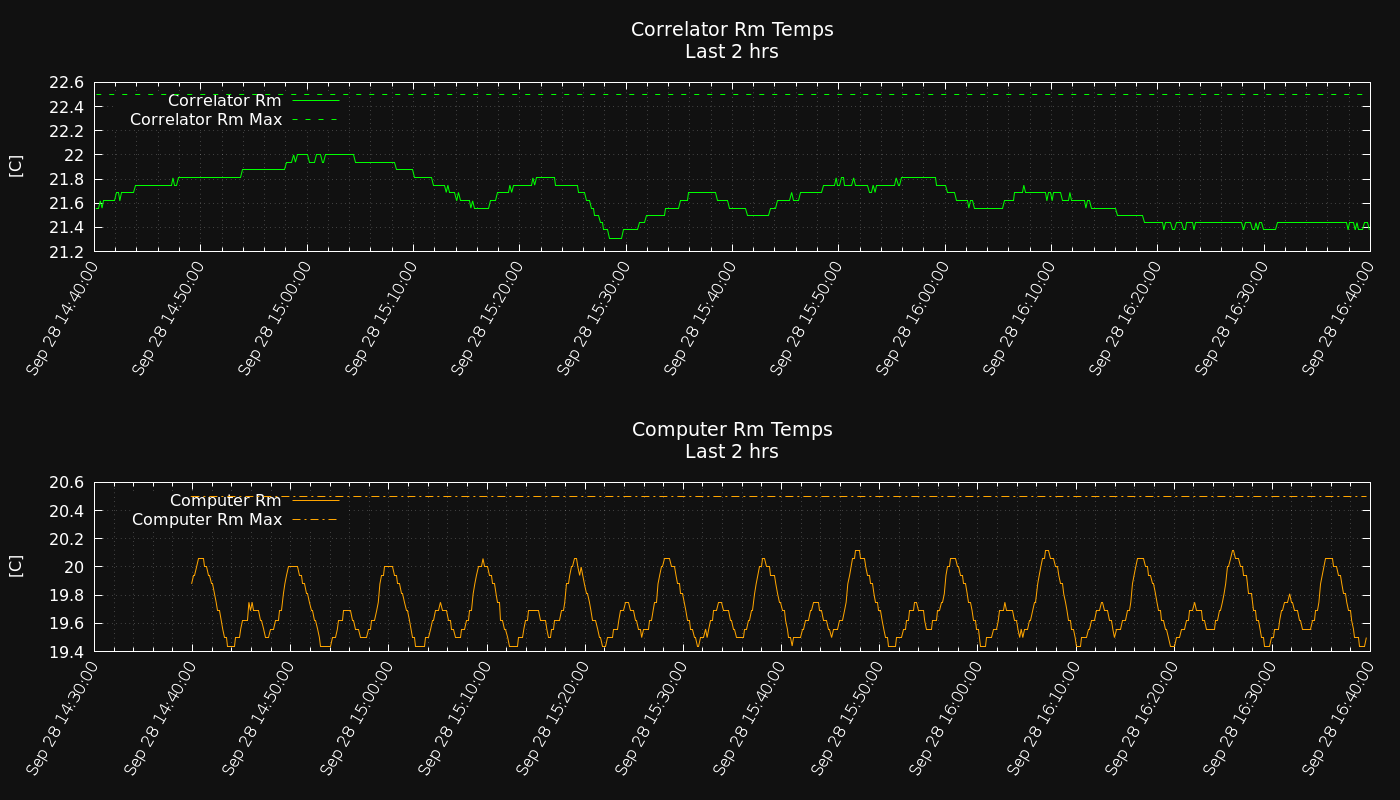 Correlator Rm Temps
Last 2 hrs
[C]
22.6
22.4
22.2
22
21.8
21.6
21.4
21.2
Correlator Rm
Correlator Rm Max
Sep 28 14:40:00
Sep 28 14:50:00
Sep 28 15:00:00
Sep 28 15:10:00
Sep 28 15:20:00
Sep 28 15:30:00
Sep 28 15:40:00
Sep 28 15:50:00
Sep 28 16:00:00
Sep 28 16:10:00
Sep 28 16:20:00
Sep 28 16:30:00
Sep 28 16:40:00
Computer Rm Temps
Last 2 hrs
[C]
20.6
20.4
20.2
20
19.8
19.6
19.4
Computer Rm
Computer Rm Max
Sep 28 14:30:00
Sep 28 14:40:00
Sep 28 14:50:00
Sep 28 15:00:00
Sep 28 15:10:00
Sep 28 15:20:00
Sep 28 15:30:00
Sep 28 15:40:00
Sep 28 15:50:00
Sep 28 16:00:00
Sep 28 16:10:00
Sep 28 16:20:00
Sep 28 16:30:00
Sep 28 16:40:00